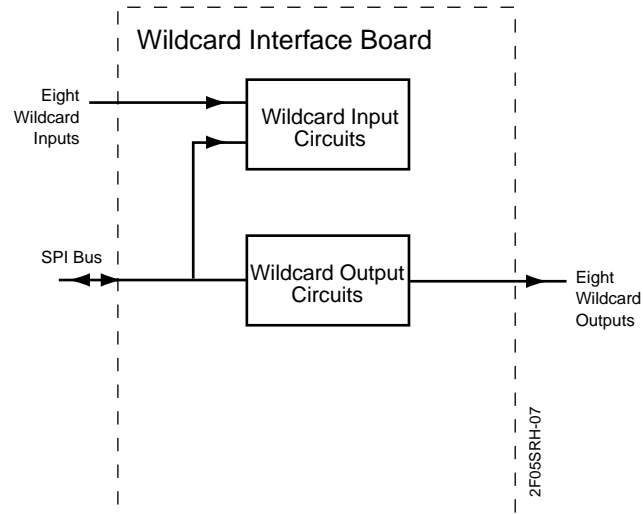 Wildcard Interface Board
Eight
Wildcard
Inputs
Wildcard Input
Circuits
SPI Bus
Wildcard Output
Circuits
Eight
Wildcard
Outputs
2F05SRH-07